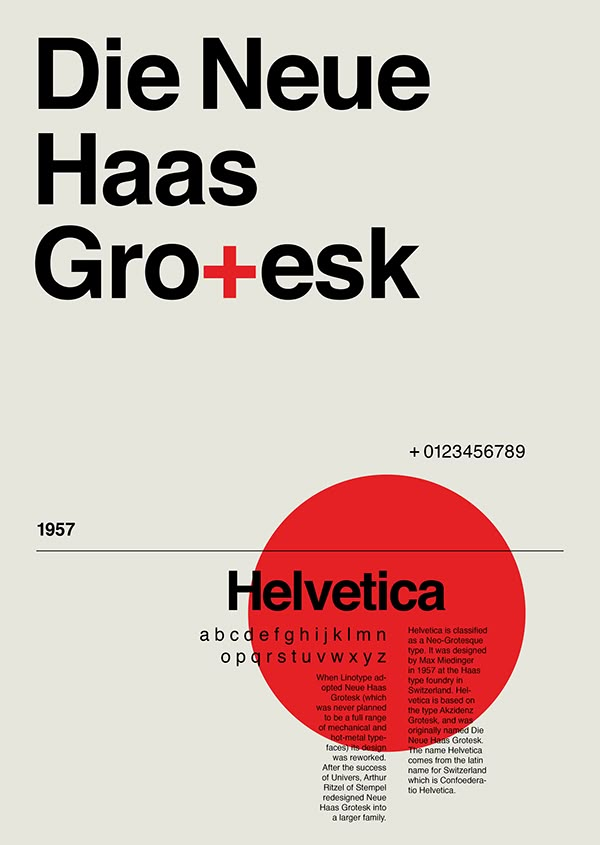 Die Neue
Haas
Gro+esk
+ 0123456789
1957
Helvetica
a b c d e f g h i j k l m n
o p q r s t u v w x y z
When Linotype ad-
opted Neue Haas
Grotesk (which
was never planned
to be a full range
of mechanical and
hot-metal type-
faces) its design
was reworked.
After the success
of Univers, Arthur
Ritzel of Stempel
redesigned Neue
Haas Grotesk into
a larger family.
Helvetica is classified
as a Neo-Grotesque
type. It was designed
by Max Miedinger
in 1957 at the Haas
type foundry in
Switzerland. Hel-
vetica is based on
the type Akzidenz
Grotesk, and was
originally named Die
Neue Haas Grotesk.
The name Helvetica
comes from the latin
name for Switzerland
which is Confoedera-
tio Helvetica.